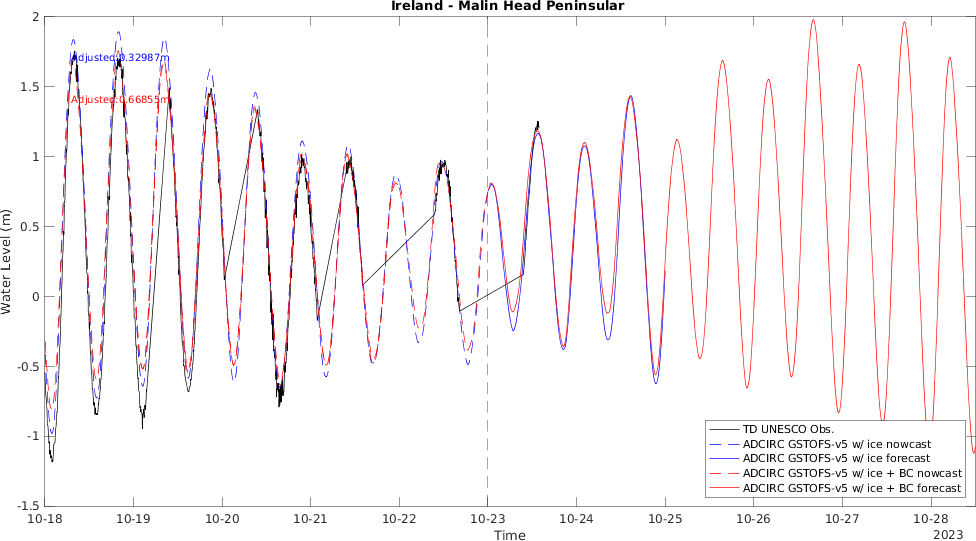 Ireland - Malin Head Peninsular
2
1.5
1
0.5
0
-0.5
-1
-1.5
Water Level (m)
Adjusted:0.32987m
Adjusted:0.66855m
TD UNESCO Obs.
ADCIRC GSTOFS-v5 w/ ice nowcast
ADCIRC GSTOFS-v5 w/ ice forecast
ADCIRC GSTOFS-v5 w/ ice + BC nowcast
ADCIRC GSTOFS-v5 w/ ice + BC forecast
10-18 10-19 10-20 10-21 10-22 10-23 10-24 10-25 10-26 10-27 10-28
Time
2023